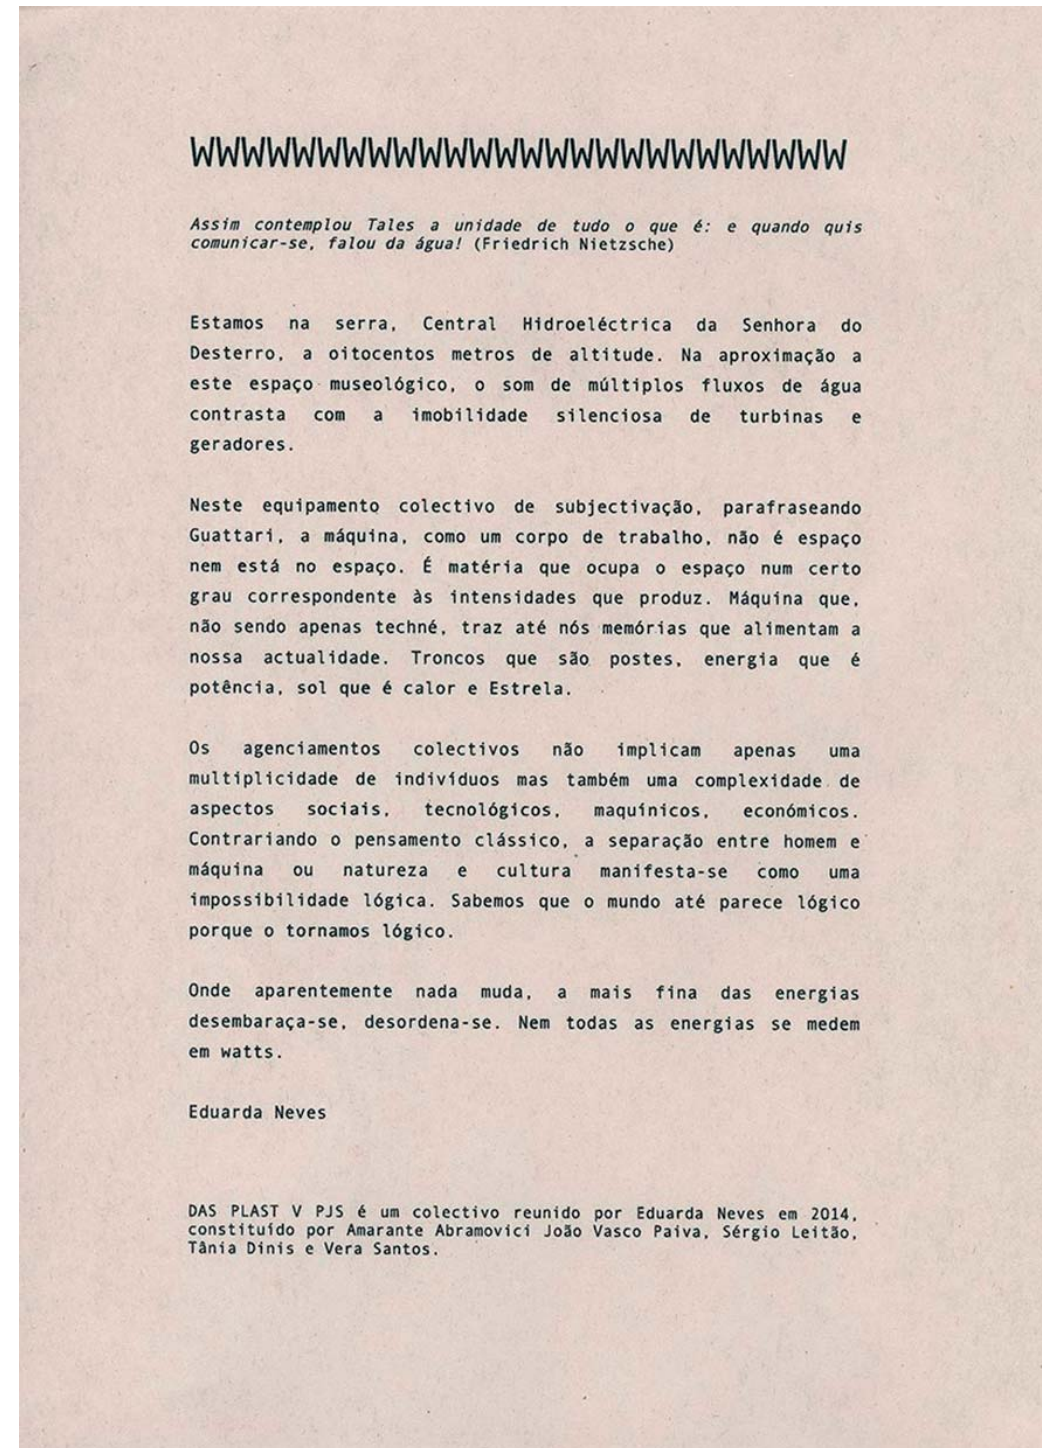 WWWWWWWWWWWWWWWWWWWWWWWWWW
Assim contemplou Tales a unidade de tudo o que é: e quando quis
comunicar-se, falou da água! (Friedrich Nietzsche)
Estamos na serra, Central Hidroeléctrica da Senhora do
Desterro, a oitocentos metros de altitude. Na aproximação a
este espaço museológico, o som de múltiplos fluxos de água
contrasta com a imobilidade silenciosa de turbinas e
geradores.
Neste equipamento colectivo de subjectivação, parafraseando
Guattari, a máquina, como um corpo de trabalho, não é espaço
nem está no espaço. É matéria que ocupa o espaço num certo
grau correspondente às intensidades que produz. Máquina que,
não sendo apenas techné, traz até nós memórias que alimentam a
nossa actualidade. Troncos que são postes, energia que é
potência, sol que é calor e Estrela.
Os agenciamentos colectivos não implicam apenas uma
multiplicidade de indivíduos mas também uma complexidade de
aspectos sociais, tecnológicos, maquínicos, económicos.
Contrariando o pensamento clássico, a separação entre homem e
máquina ou natureza e cultura manifesta-se como uma
impossibilidade lógica. Sabemos que o mundo até parece lógico
porque o tornamos lógico.
Onde aparentemente nada muda, a mais fina das energias
desembaraça-se, desordena-se. Nem todas as energias se medem
em watts.
Eduarda Neves
DAS PLAST V PJS é um colectivo reunido por Eduarda Neves em 2014,
constituído por Amarante Abramovici João Vasco Paiva, Sérgio Leitão,
Tânia Dinis e Vera Santos.